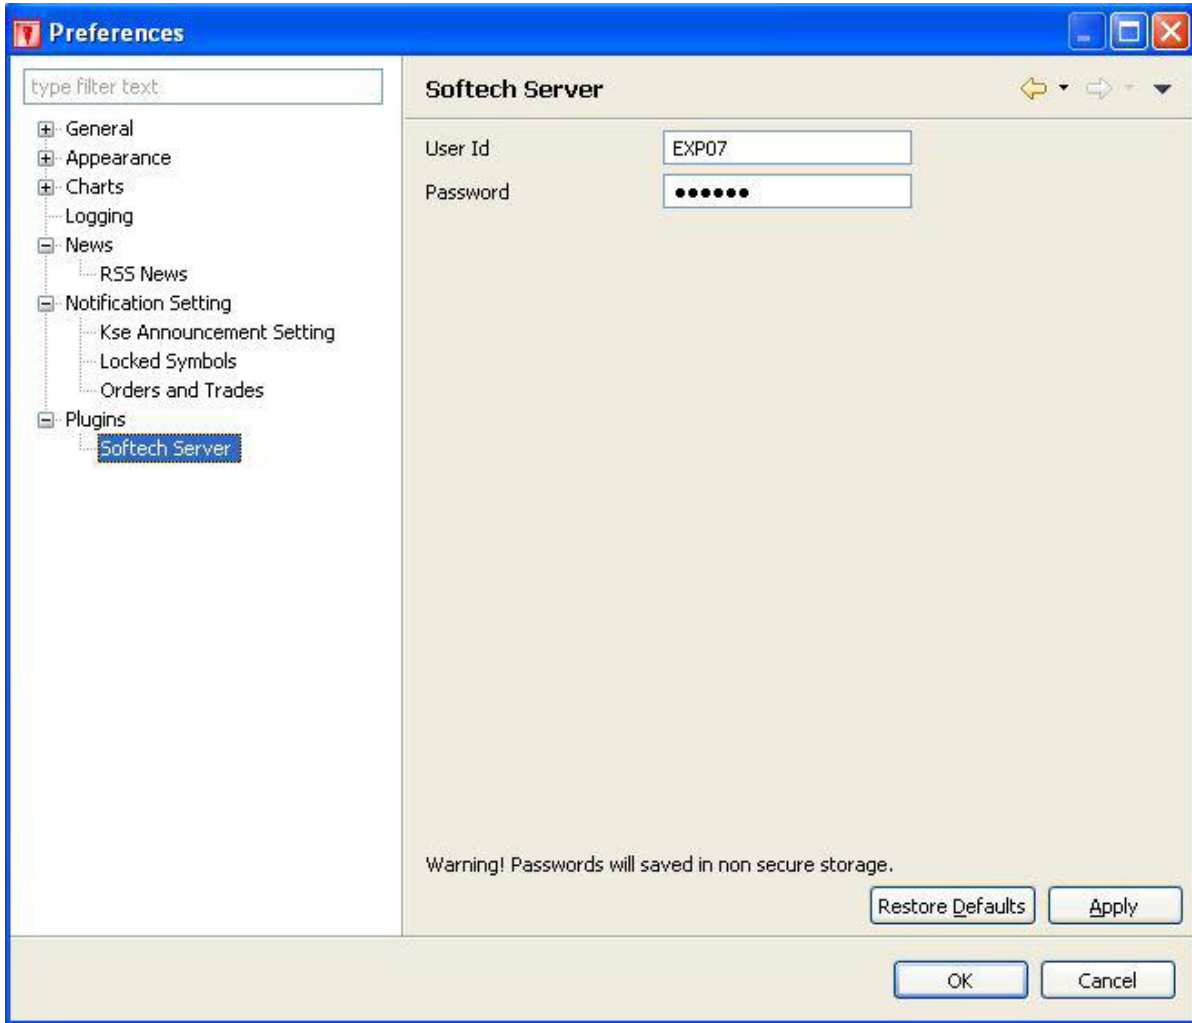 Preferences
type filter text
General
Appearance
Charts
Logging
News
RSS News
Notification Setting
Kse Announcement Setting
Locked Symbols
Orders and Trades
Plugins
Softech Server
Softech Server
User Id EXP07
Password ••••••
Warning! Passwords will saved in non secure storage.
Restore Defaults Apply
OK Cancel